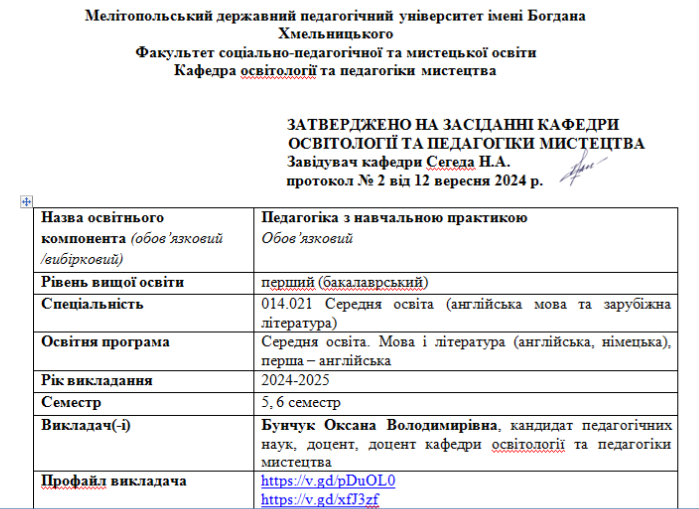 Мелітопольський державний педагогічний університет імені Богдана
Хмельницького
Факультет соціально-педагогічної та мистецької освіти
Кафедра освітології та педагогіки мистецтва
ЗАТВЕРДЖЕНО НА ЗАСІДАННІ КАФЕДРИ
ОСВІТОЛОГІЇ ТА ПЕДАГОГІКИ МИСТЕЦТВА
Завідувач кафедри Сегеда Н.А.
протокол № 2 від 12 вересня 2024 р.
Назва освітнього
компонента (обов’язковий
/вибірковий)
Педагогіка з навчальною практикою
Обов’язковий
Рівень вищої освіти
перший (бакалаврський)
Спеціальність
014.021 Середня освіта (англійська мова та зарубіжна
література)
Освітня програма
Середня освіта. Мова і література (англійська, німецька),
перша – англійська
Рік викладання
2024-2025
Семестр
5, 6 семестр
Викладач(-і)
Бунчук Оксана Володимирівна, кандидат педагогічних
наук, доцент, доцент кафедри освітології та педагогіки
мистецтва
Профайл викладача
https://v.gd/pDuOL0
https://v.gd/xfJ3zf